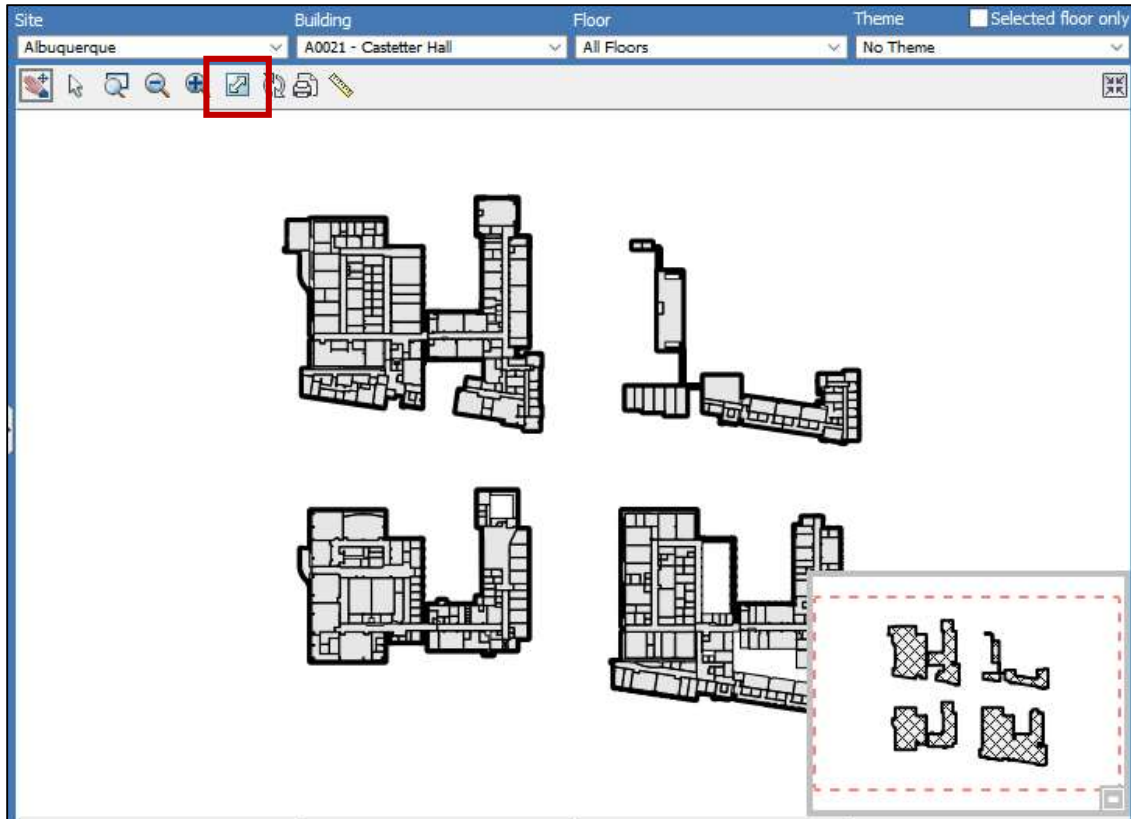 Site Building Floor Theme Selected floor only
Albuquerque A0021 - Castetter Hall All Floors No Theme